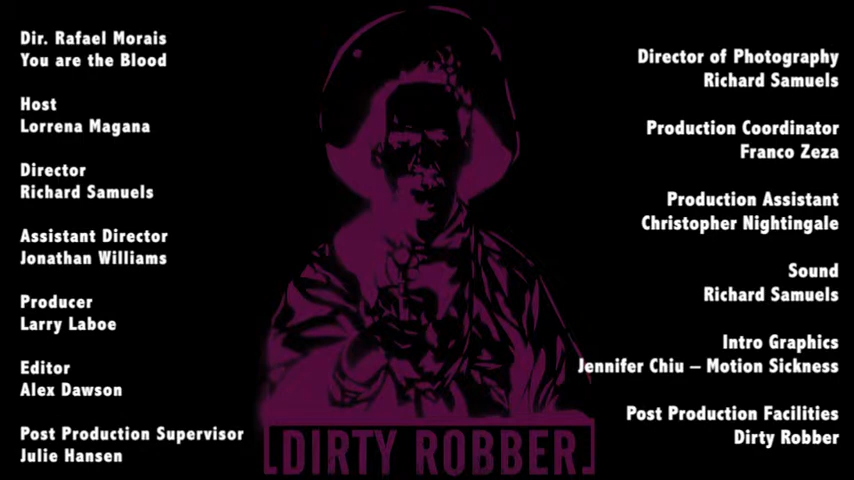 Dir. Rafael Morais
You are the Blood
Host
Lorrena Magana
Director
Richard Samuels
Assistant Director
Jonathan Williams
Producer
Larry Laboe
Editor
Alex Dawson
Post Production Supervisor
Julie Hansen
Director of Photography
Richard Samuels
Production Coordinator
Franco Zeza
Production Assistant
Christopher Nightingale
Sound
Richard Samuels
Intro Graphics
Jennifer Chiu – Motion Sickness
Post Production Facilities
Dirty Robber
[DIRTY ROBBER]